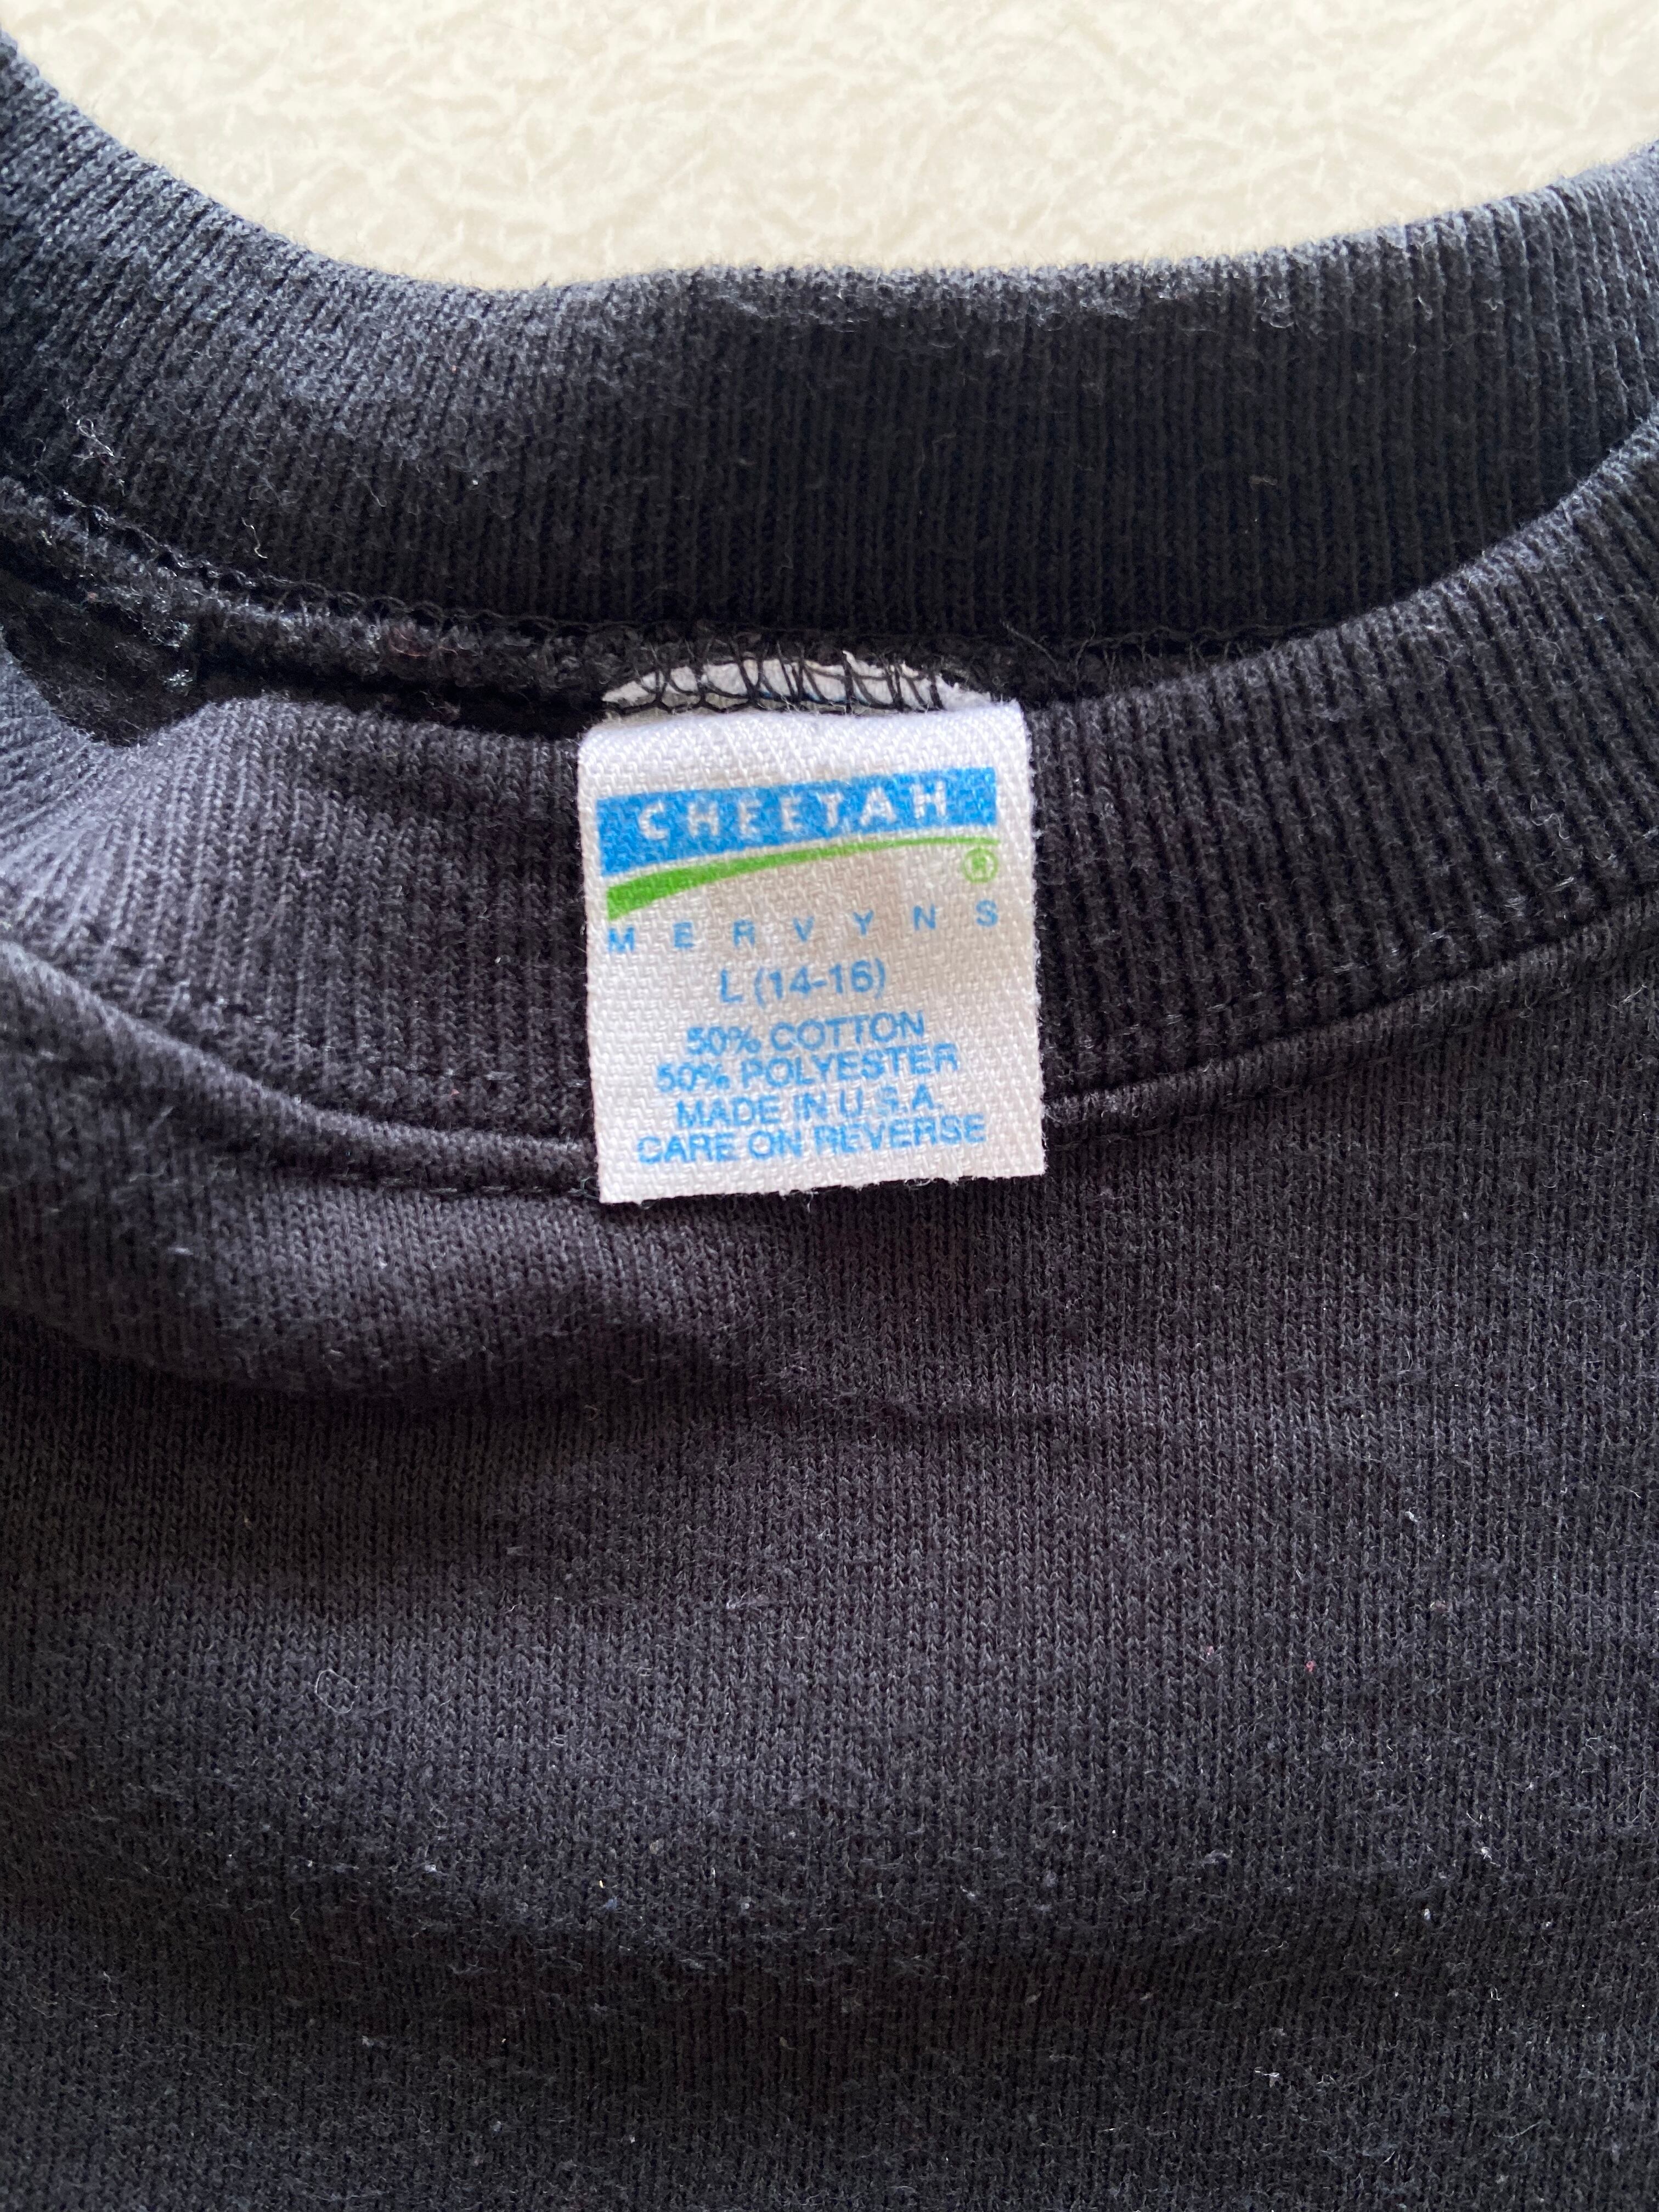 CHEETAH
®
MERVYNS
L (14-16)
50% COTTON
50% POLYESTER
MADE IN U.S.A.
CARE ON REVERSE